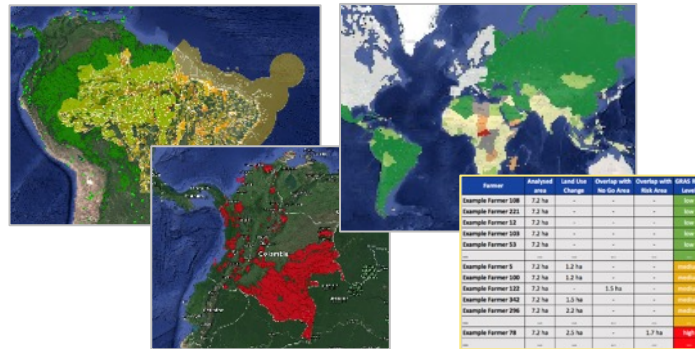 Colombia
Farmer Analysed area Land Use Change Overlap with No Go Area Overlap with Risk Area GRAS
Example Farmer 108 7.2 ha - - - low
Example Farmer 221 7.2 ha - - - low
Example Farmer 12 7.2 ha - - - low
Example Farmer 103 7.2 ha - - - low
Example Farmer 53 7.2 ha - - - low
... ... ... ... ... ...
Example Farmer 5 7.2 ha 1.2 ha - - 
Example Farmer 100 7.2 ha 1.2 ha - - 
Example Farmer 122 7.2 ha - 1.5 ha - 
Example Farmer 342 7.2 ha 1.5 ha - - 
Example Farmer 296 7.2 ha 2.2 ha - - 
... ... ... ... ... ...
Example Farmer 78 7.2 ha 2.5 ha - 1.7 ha high
... ... ... ... ... ...